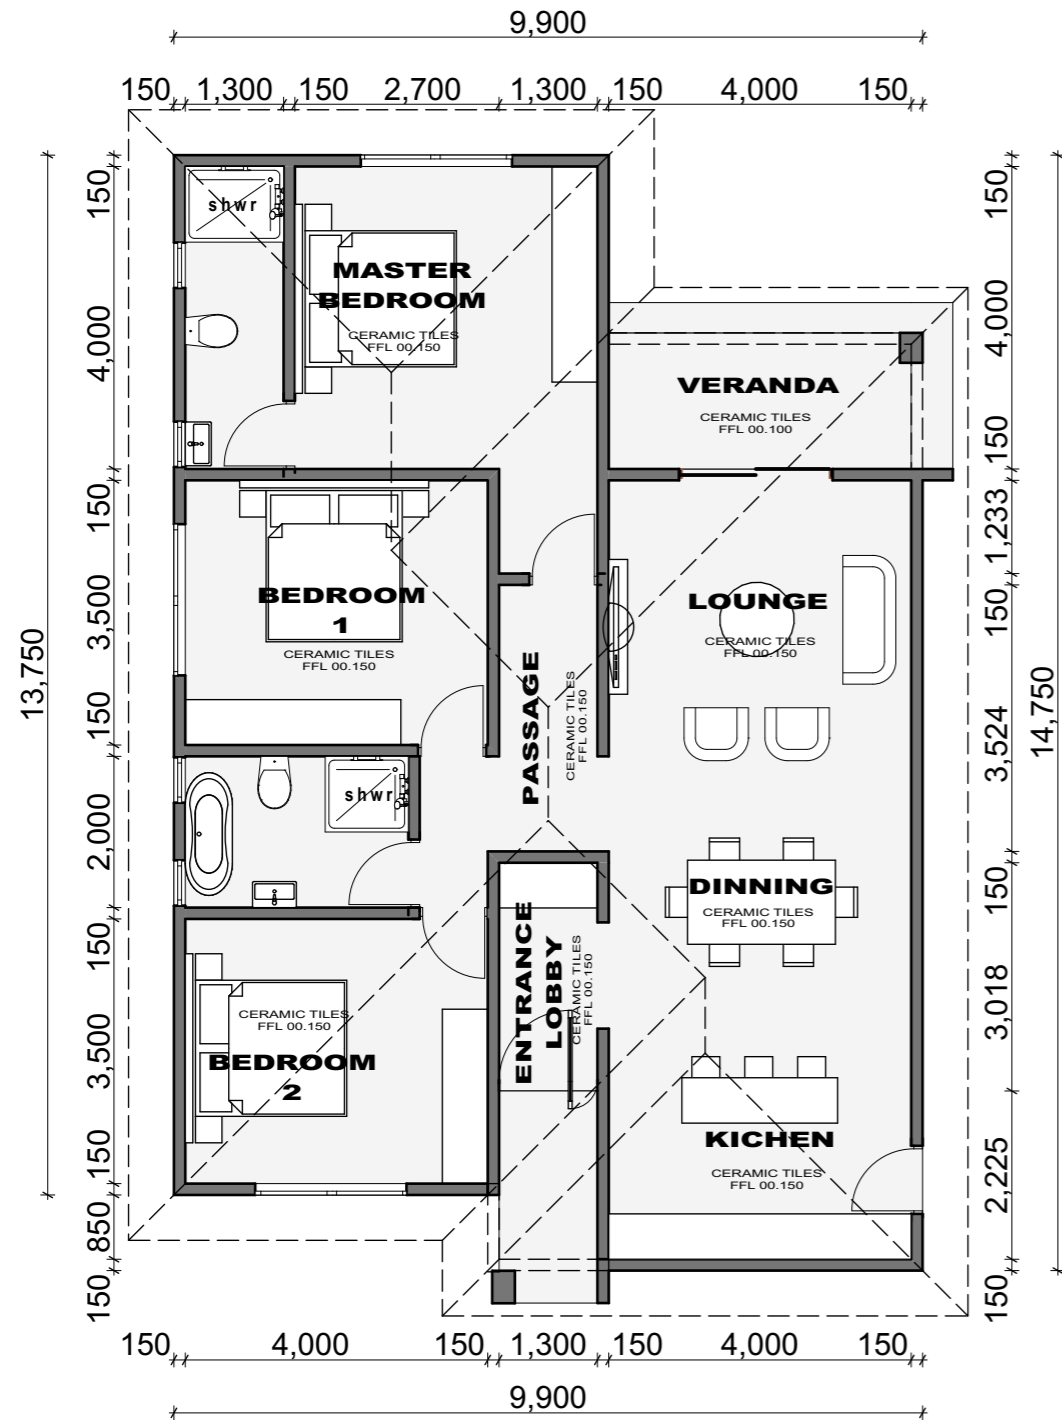 9,900
150 1,300 150 2,700 1,300 150 4,000 150
shwr
MASTER
BEDROOM
CERAMIC TILES
FFL 00.150
VERANDA
CERAMIC TILES
FFL 00.100
BEDROOM
1
CERAMIC TILES
FFL 00.150
LOUNGE
CERAMIC TILES
FFL 00.150
PASSAGE
CERAMIC TILES
FFL 00.150
shwr
DINNING
CERAMIC TILES
FFL 00.150
ENTRANCE
LOBBY
CERAMIC TILES
FFL 00.150
CERAMIC TILES
FFL 00.150
BEDROOM
2
KICHEN
CERAMIC TILES
FFL 00.150
13,750
150
4,000
150
3,500
150
2,000
150
3,500
150
850
150
150
4,000
150
1,233
150
3,524
150
3,018
2,225
150
14,750
150 4,000 150 1,300 150 4,000 150
9,900